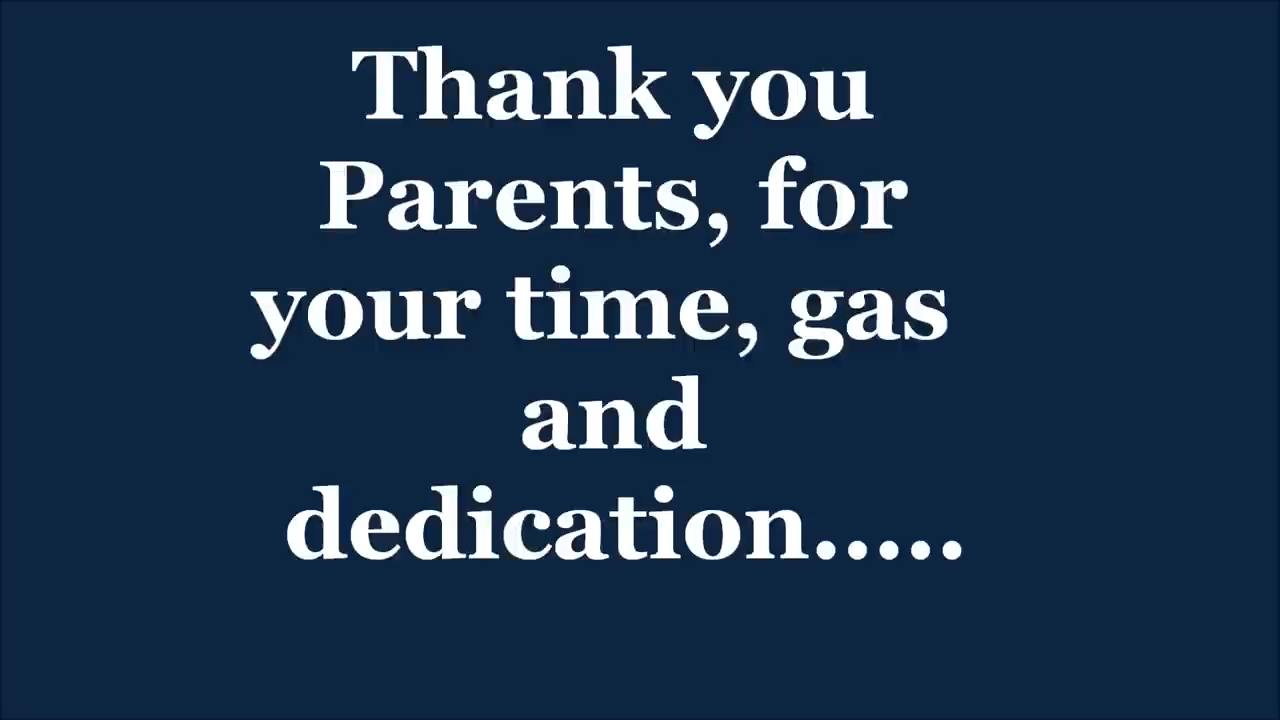 Thank you
Parents, for
your time, gas
and
dedication.....